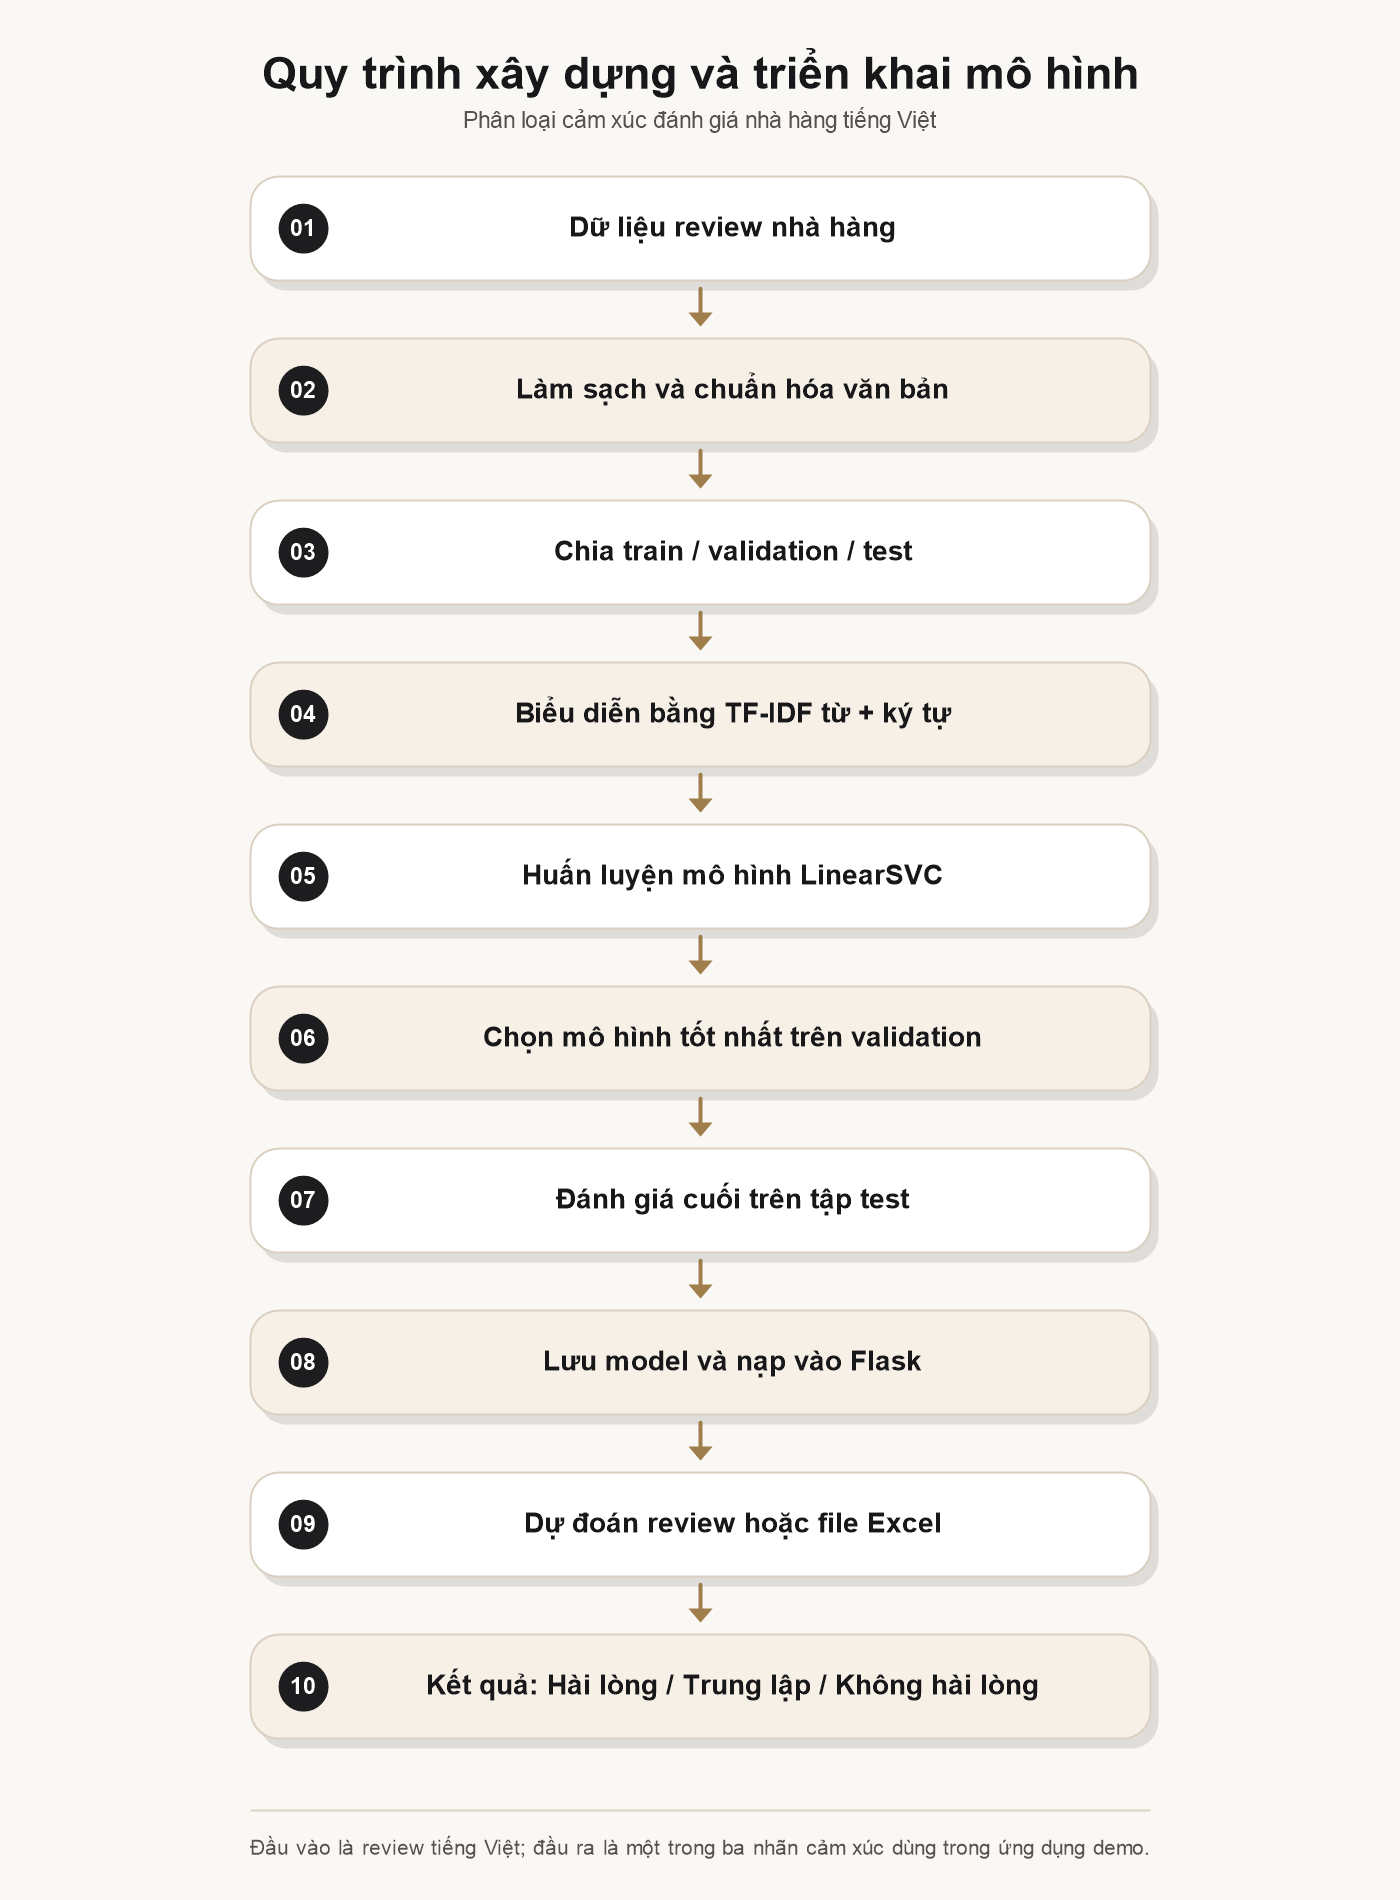 Quy trình xây dựng và triển khai mô hình
Phân loại cảm xúc đánh giá nhà hàng tiếng Việt
01
Dữ liệu review nhà hàng
02
Làm sạch và chuẩn hóa văn bản
03
Chia train / validation / test
04
Biểu diễn bằng TF-IDF từ + ký tự
05
Huấn luyện mô hình LinearSVC
06
Chọn mô hình tốt nhất trên validation
07
Đánh giá cuối trên tập test
08
Lưu model và nạp vào Flask
09
Dự đoán review hoặc file Excel
10
Kết quả: Hài lòng / Trung lập / Không hài lòng
Đầu vào là review tiếng Việt; đầu ra là một trong ba nhãn cảm xúc dùng trong ứng dụng demo.